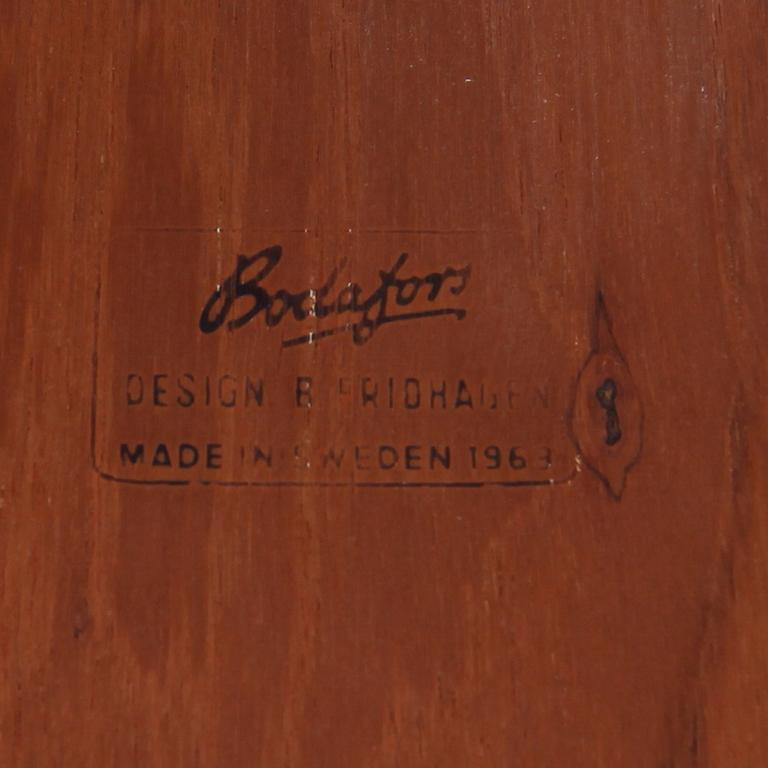 Bodafors
DESIGN B FRIDHAGEN
MADE IN SWEDEN 1963